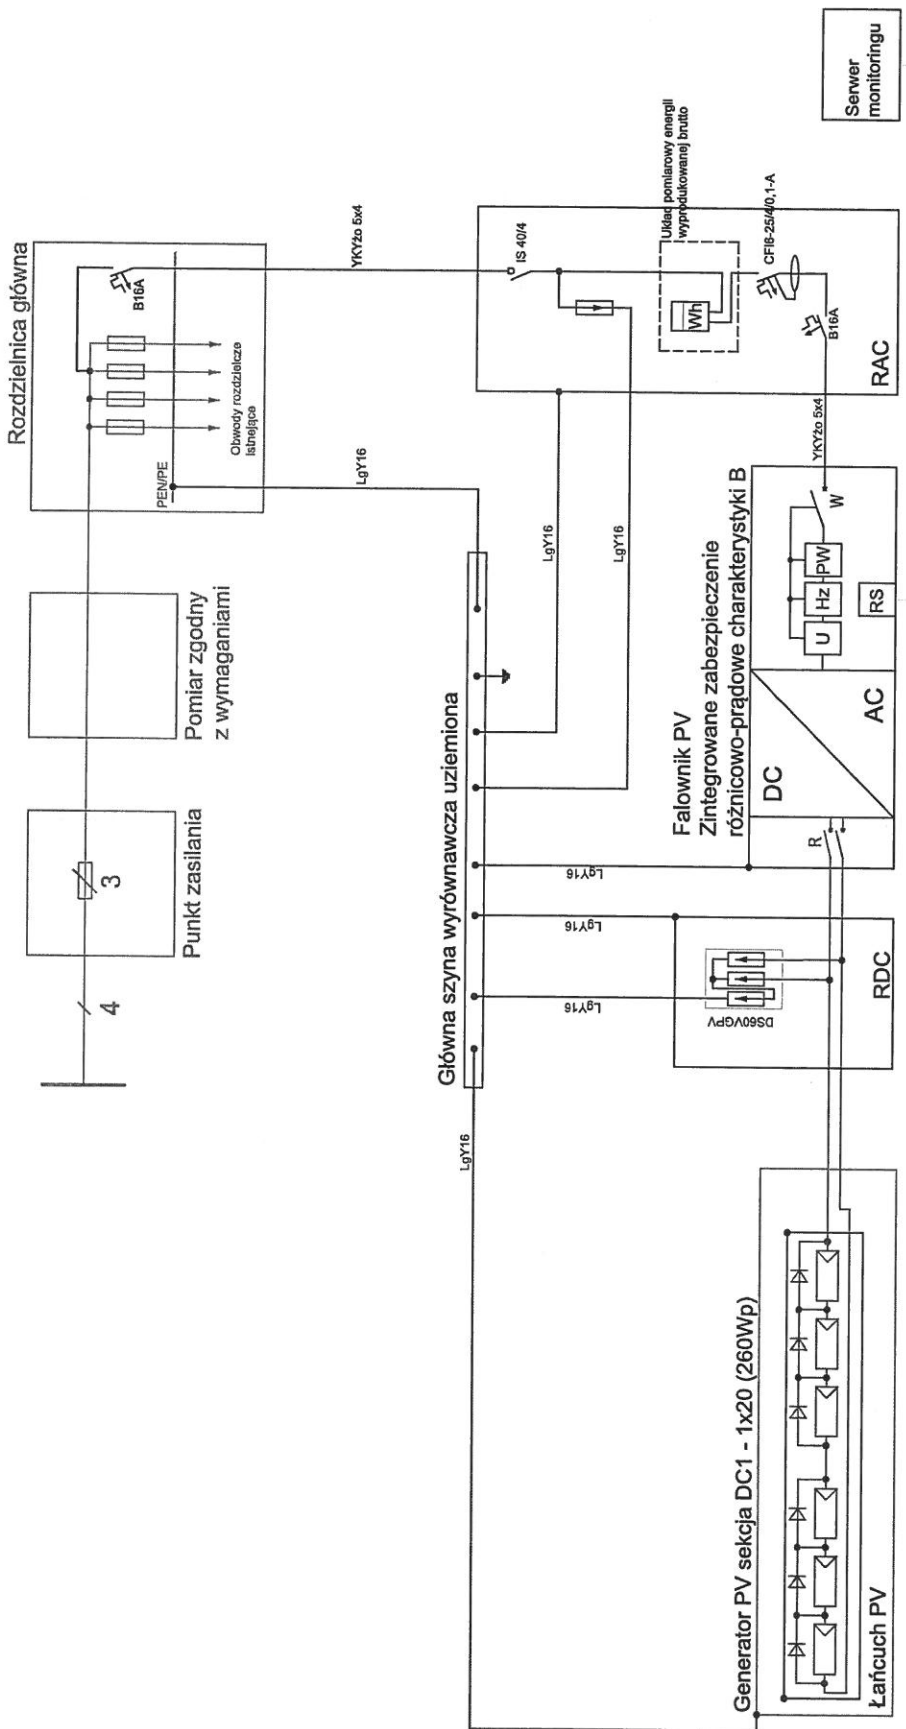 Rozdzielnica główna
PEN/PE
B16A
Obwody rozdzielcze
istniejące
LgY16
YKYżo 5x4
Pomiar zgodny
z wymaganiami
Punkt zasilania
3
4
Serwer
monitoringu
IS 40/4
Układ pomiarowy energii
wyprodukowanej brutto
Wh
CFI6-25/4/0,1-A
B16A
RAC
YKYżo 5x4
LgY16
LgY16
Główna szyna wyrównawcza uziemiona
Falownik PV
Zintegrowane zabezpieczenie
różnicowo-prądowe charakterystyki B
DC
AC
U
Hz
PW
W
RS
R
LgY16
LgY16
LgY16
DS60VGPV
RDC
LgY16
Generator PV sekcja DC1 - 1x20 (260Wp)
Łańcuch PV